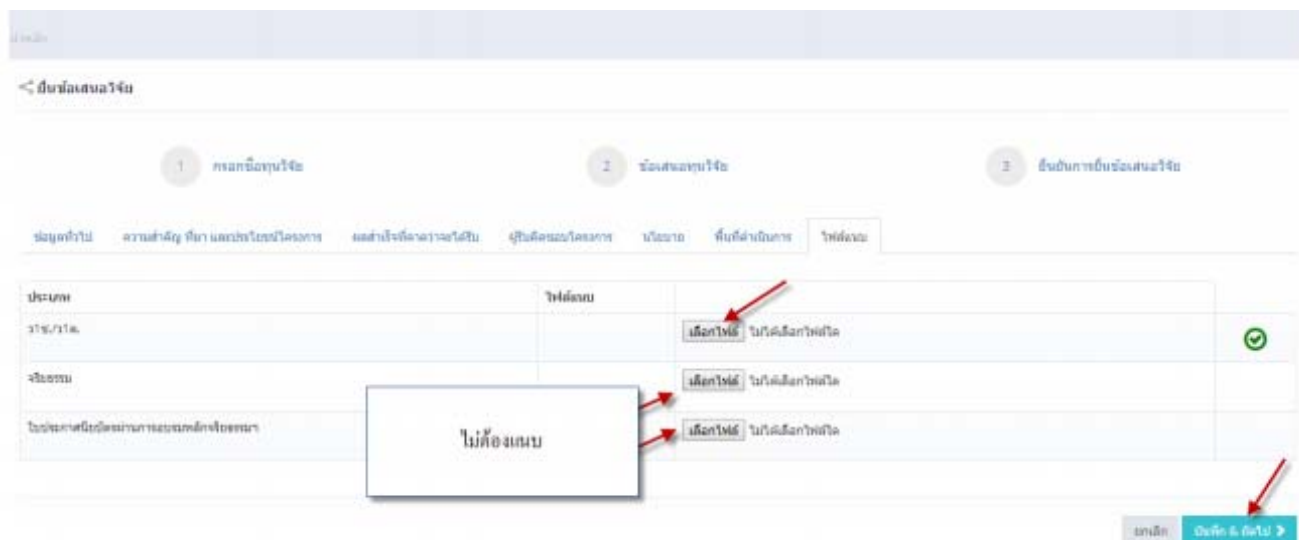 ยื่นข้อเสนอวิจัย
1 กรอกชื่อทุนวิจัย 2 ข้อเสนอทุนวิจัย 3 ยืนยันการยื่นข้อเสนอวิจัย
ข้อมูลทั่วไป ความสำคัญ ที่มา และประโยชน์โครงการ ผลสำเร็จที่คาดว่าจะได้รับ ผู้รับผิดชอบโครงการ นโยบาย พื้นที่ดำเนินการ ไฟล์แนบ
ประเภท ไฟล์แนบ
วช./วต. เลือกไฟล์ ไม่ได้เลือกไฟล์ใด
จริยธรรม เลือกไฟล์ ไม่ได้เลือกไฟล์ใด
ใบประกาศนียบัตรผ่านการอบรมหลักจริยธรรมฯ เลือกไฟล์ ไม่ได้เลือกไฟล์ใด
ไม่ต้องแนบ
ยกเลิก บันทึก & ถัดไป